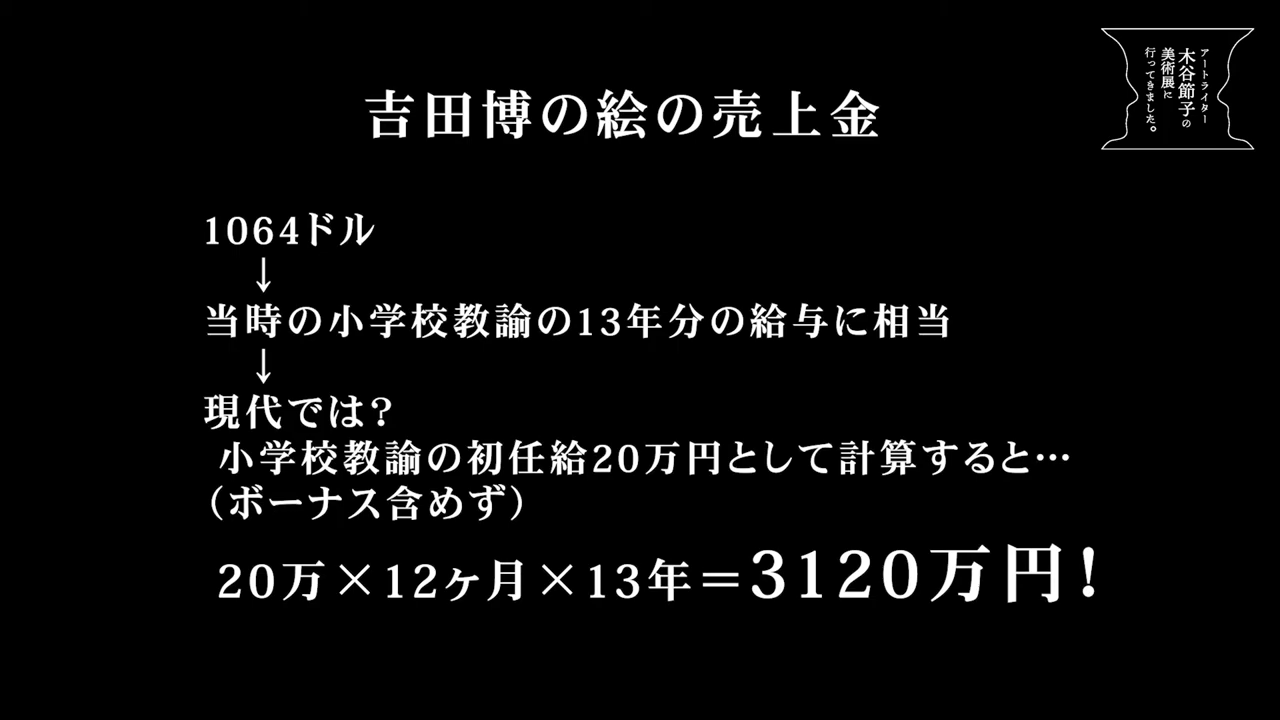 吉田博の絵の売上金
アートライター
木谷節子の
美術展に
行ってきました。
1064ドル
↓
当時の小学校教諭の13年分の給与に相当
↓
現代では？
小学校教諭の初任給20万円として計算すると…
（ボーナス含めず）
20万×12ヶ月×13年＝3120万円！